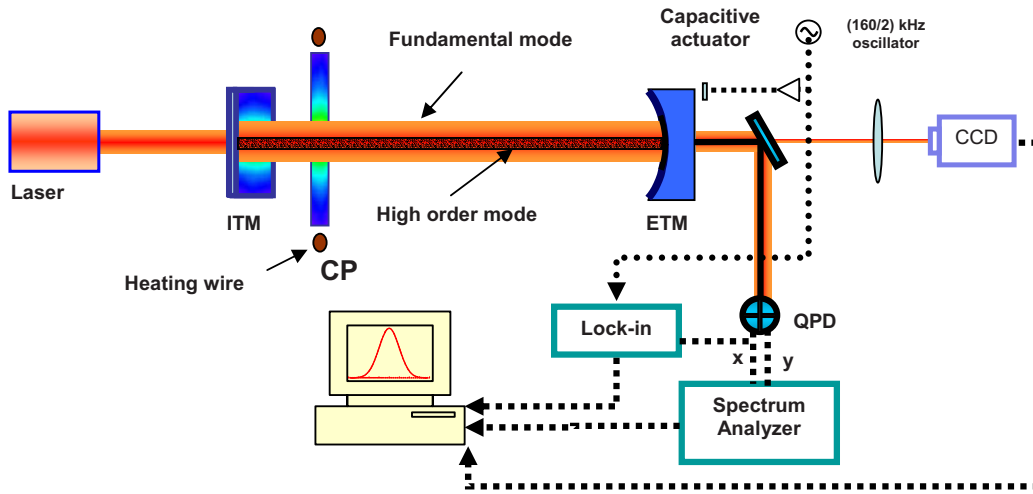 Capacitive
actuator
(160/2) kHz
oscillator
Fundamental mode
CCD
Laser
ITM
High order mode
ETM
Heating wire
CP
Lock-in
QPD
x
y
Spectrum
Analyzer